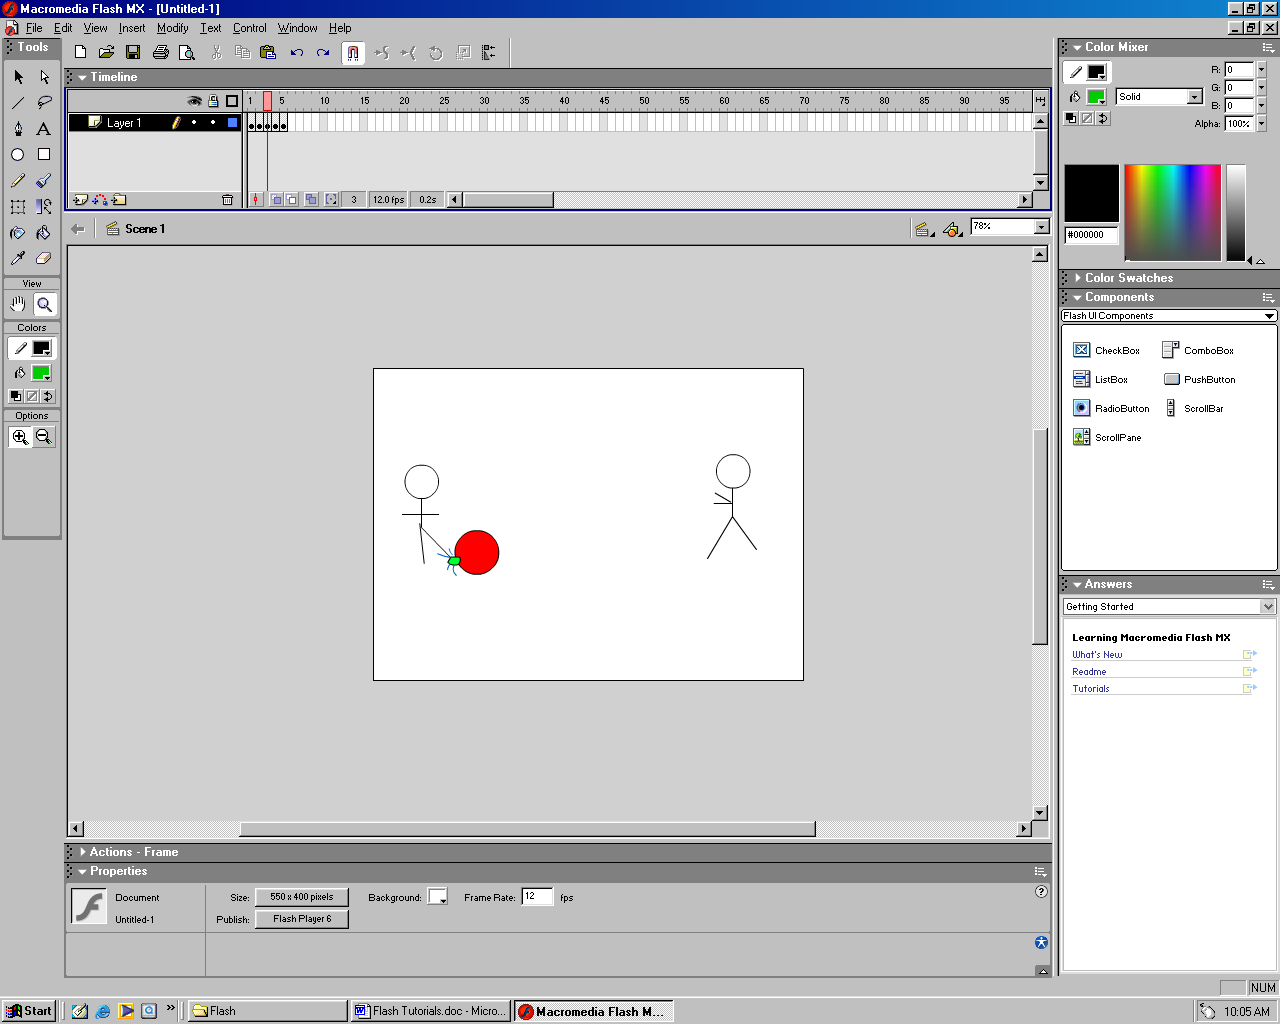 Macromedia Flash MX - [Untitled-1]
File Edit View Insert Modify Text Control Window Help
Tools
Timeline
1 5 10 15 20 25 30 35 40 45 50 55 60 65 70 75 80 85 90 95
Layer 1
3 12.0 fps 0.2s
Scene 1
78%
View
Colors
Options
Color Mixer
R: 0
G: 0
Solid
B: 0
Alpha: 100%
#000000
Color Swatches
Components
Flash UI Components
CheckBox ComboBox
ListBox PushButton
RadioButton ScrollBar
ScrollPane
Answers
Getting Started
Learning Macromedia Flash MX
What's New
Readme
Tutorials
Actions - Frame
Properties
Document Size: 550 x 400 pixels Background: Frame Rate: 12 fps
Untitled-1 Publish: Flash Player 6
?
NUM
Start » Flash Flash Tutorials.doc - Micro... Macromedia Flash M... 10:05 AM